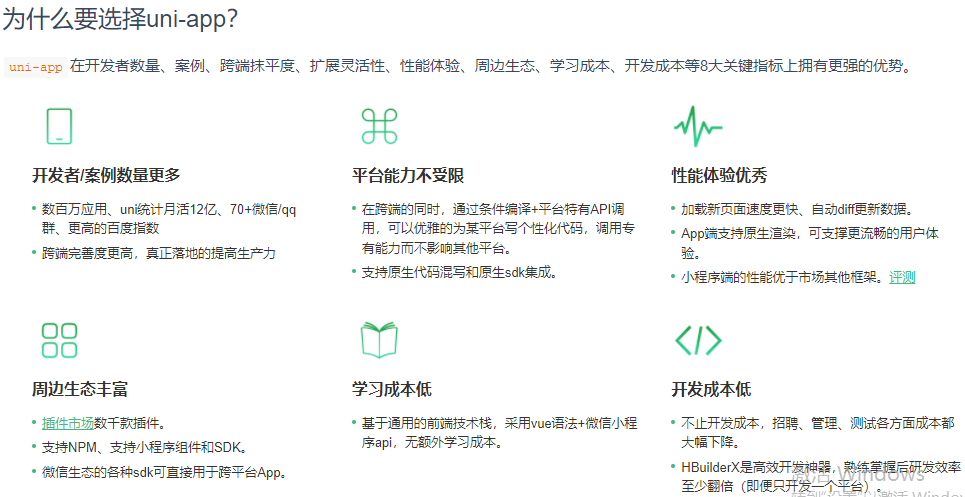 为什么要选择uni-app?
uni-app 在开发者数量、案例、跨端抹平度、扩展灵活性、性能体验、周边生态、学习成本、开发成本等8大关键指标上拥有更强的优势。
开发者/案例数量更多
数百万应用、uni统计月活12亿、70+微信/qq
群、更高的百度指数
跨端完善度更高，真正落地的提高生产力
平台能力不受限
在跨端的同时，通过条件编译+平台特有API调
用，可以优雅的为某平台写个性化代码，调用专
有能力而不影响其他平台。
支持原生代码混写和原生sdk集成。
性能体验优秀
加载新页面速度更快、自动diff更新数据。
App端支持原生渲染，可支撑更流畅的用户体
验。
小程序端的性能优于市场其他框架。评测
周边生态丰富
插件市场数千款插件。
支持NPM、支持小程序组件和SDK。
微信生态的各种sdk可直接用于跨平台App。
学习成本低
基于通用的前端技术栈，采用vue语法+微信小程
序api，无额外学习成本。
开发成本低
不止开发成本，招聘、管理、测试各方面成本都
大幅下降。
HBuilderX是高效开发神器，熟练掌握后研发效率
至少翻倍（即便只开发一个平台）。
激活 Windows
转到"设置"以激活 Windows